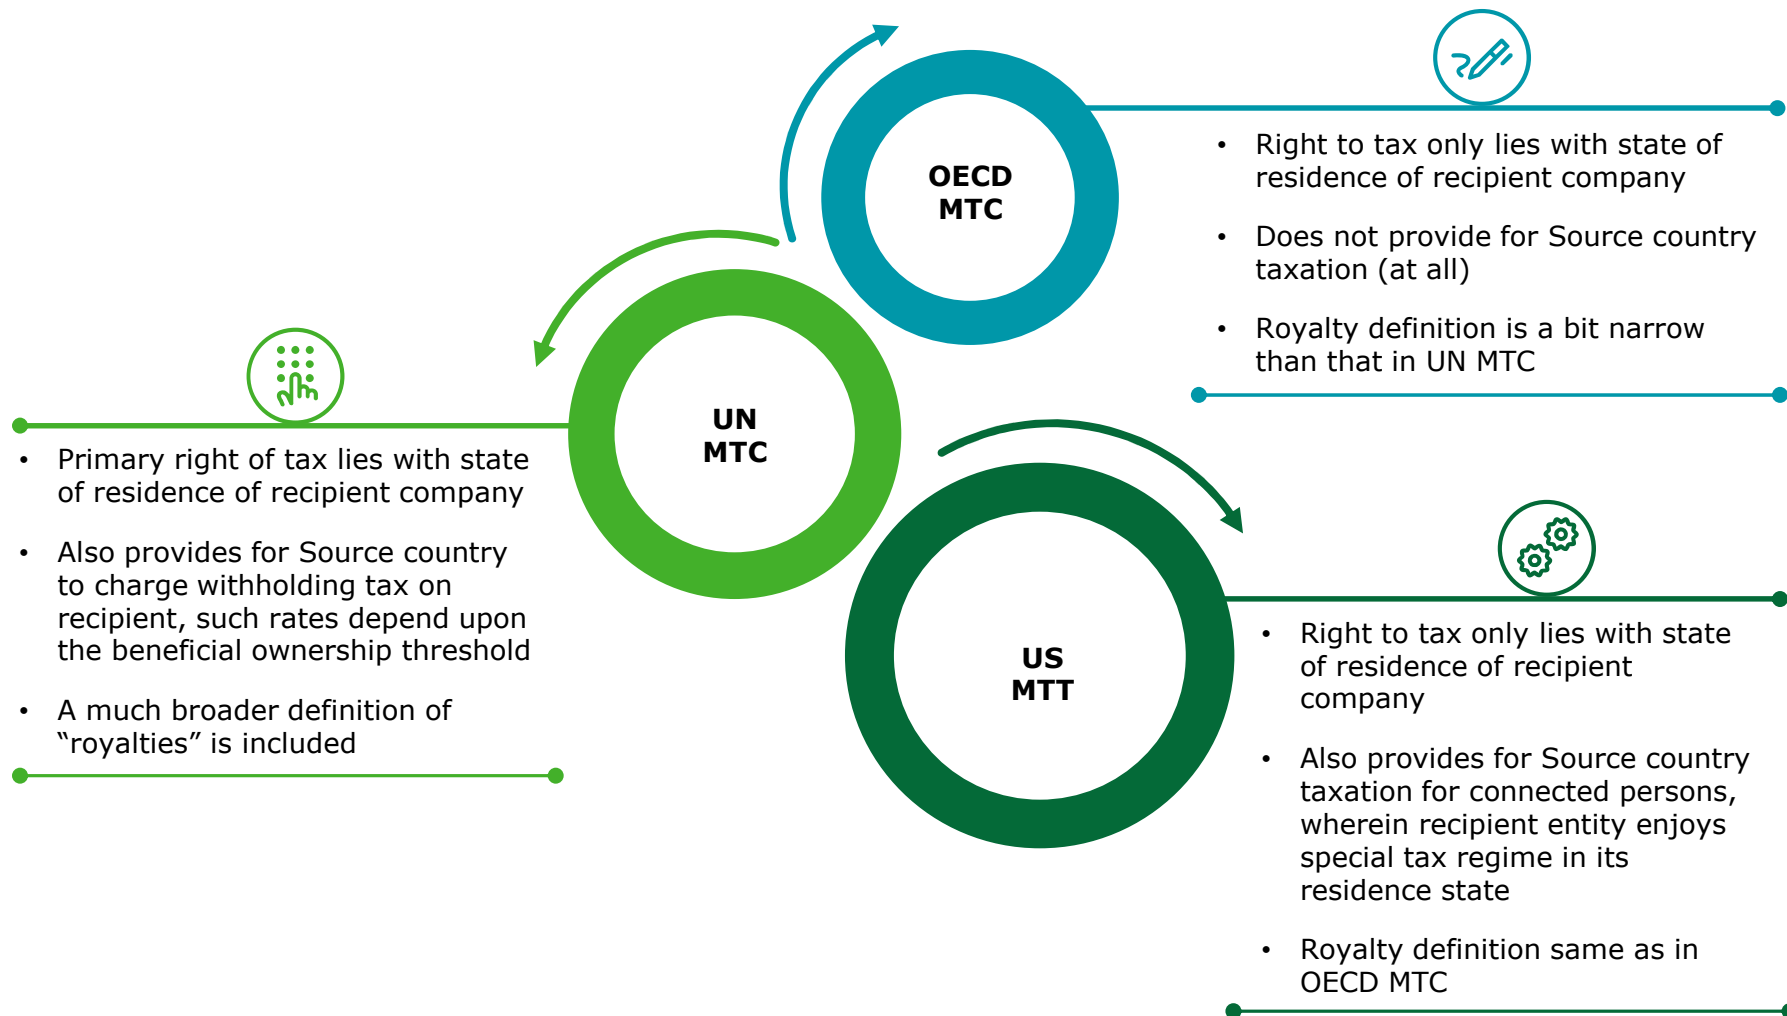 OECD
MTC
• Right to tax only lies with state of
residence of recipient company
• Does not provide for Source country
taxation (at all)
• Royalty definition is a bit narrow
than that in UN MTC
UN
MTC
• Primary right of tax lies with state
of residence of recipient company
• Also provides for Source country
to charge withholding tax on
recipient, such rates depend upon
the beneficial ownership threshold
• A much broader definition of
“royalties” is included
US
MTT
• Right to tax only lies with state
of residence of recipient
company
• Also provides for Source country
taxation for connected persons,
wherein recipient entity enjoys
special tax regime in its
residence state
• Royalty definition same as in
OECD MTC